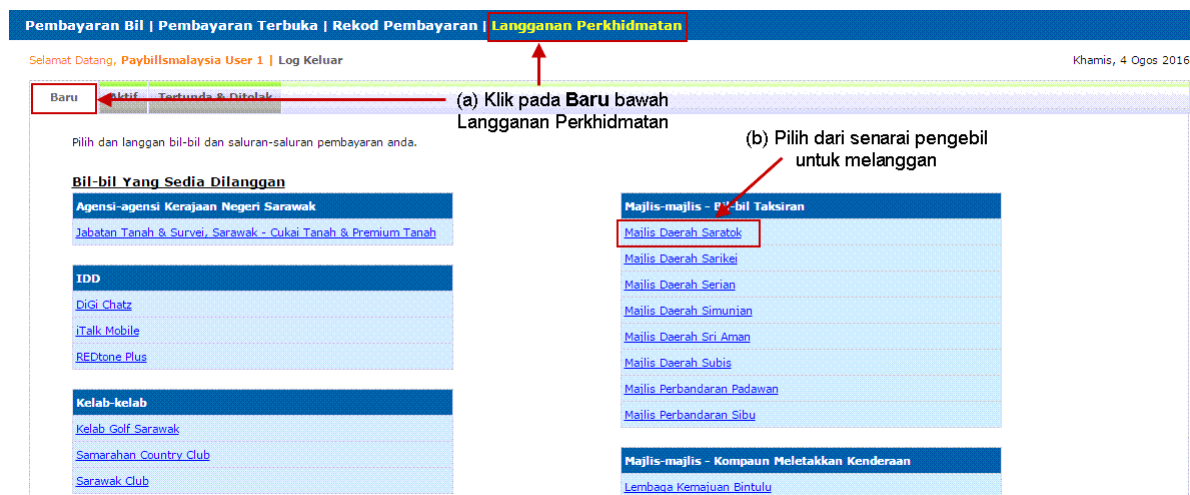 Pembayaran Bil | Pembayaran Terbuka | Rekod Pembayaran | Langganan Perkhidmatan
Selamat Datang, Paybillsmalaysia User 1 | Log Keluar
Khamis, 4 Ogos 2016
Baru
Aktif
Tertunda & Ditolak
(a) Klik pada Baru bawah
Langganan Perkhidmatan
Pilih dan langgan bil-bil dan saluran-saluran pembayaran anda.
(b) Pilih dari senarai pengebil
untuk melanggan
Bil-bil Yang Sedia Dilanggan
Agensi-agensi Kerajaan Negeri Sarawak
Jabatan Tanah & Survei, Sarawak - Cukai Tanah & Premium Tanah
IDD
DiGi Chatz
iTalk Mobile
REDtone Plus
Kelab-kelab
Kelab Golf Sarawak
Samarahan Country Club
Sarawak Club
Majlis-majlis - Bil-bil Taksiran
Majlis Daerah Saratok
Majlis Daerah Sarikei
Majlis Daerah Serian
Majlis Daerah Simunjan
Majlis Daerah Sri Aman
Majlis Daerah Subis
Majlis Perbandaran Padawan
Majlis Perbandaran Sibu
Majlis-majlis - Kompaun Meletakkan Kenderaan
Lembaga Kemajuan Bintulu